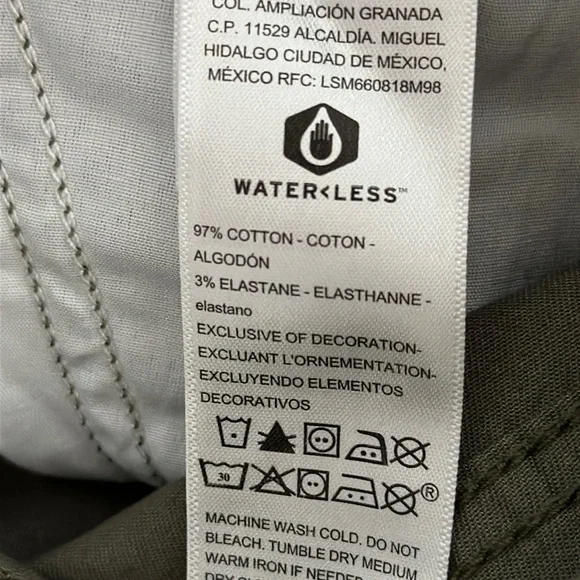 COL. AMPLIACIÓN GRANADA
C.P. 11529 ALCALDÍA. MIGUEL
HIDALGO CIUDAD DE MÉXICO,
MÉXICO RFC: LSM660818M98
WATER<LESS™
97% COTTON - COTON -
ALGODÓN
3% ELASTANE - ELASTHANNE -
elastano
EXCLUSIVE OF DECORATION-
EXCLUANT L'ORNEMENTATION-
EXCLUYENDO ELEMENTOS
DECORATIVOS
30 ®
MACHINE WASH COLD. DO NOT
BLEACH. TUMBLE DRY MEDIUM
WARM IRON IF NEEDED